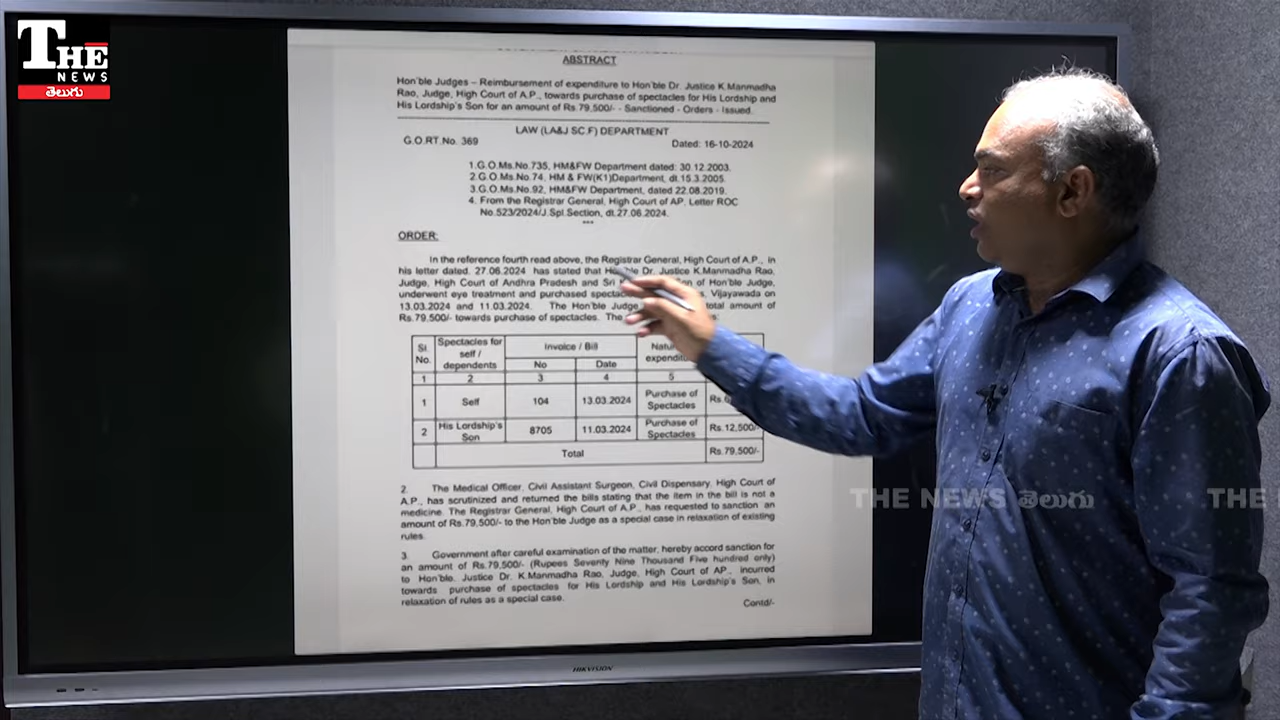 THE
NEWS
తెలుగు
ABSTRACT
Hon'ble Judges – Reimbursement of expenditure to Hon'ble Dr. Justice K.Manmadha
Rao, Judge, High Court of A.P., towards purchase of spectacles for His Lordship and
His Lordship's Son for an amount of Rs.79,500/- - Sanctioned - Orders - Issued.
LAW (LA&J SC.F) DEPARTMENT
G.O.RT.No. 369 Dated: 16-10-2024
1.G.O.Ms.No.735, HM&FW Department dated: 30.12.2003.
2.G.O.Ms.No.74, HM & FW(K1)Department, dt.15.3.2005.
3.G.O.Ms.No.92, HM&FW Department, dated 22.08.2019.
4. From the Registrar General, High Court of AP, Letter ROC
No.523/2024/J.Spl.Section, dt.27.06.2024.
***
ORDER:
In the reference fourth read above, the Registrar General, High Court of A.P., in
his letter dated. 27.06.2024 has stated that Hon'ble Dr. Justice K.Manmadha Rao,
Judge, High Court of Andhra Pradesh and Sri of Hon'ble Judge,
underwent eye treatment and purchased Vijayawada on
13.03.2024 and 11.03.2024. The Hon'ble Judge total amount of
Rs.79,500/- towards purchase of spectacles. The
Sl. No. Spectacles for self / dependents Invoice / Bill
No Date
1 2 3 4 5
1 Self 104 13.03.2024 Purchase of Spectacles
2 His Lordship's Son 8705 11.03.2024 Purchase of Spectacles Rs.12,500/-
Total Rs.79,500/-
2. The Medical Officer, Civil Assistant Surgeon, Civil Dispensary, High Court of
A.P., has scrutinized and returned the bills stating that the item in the bill is not a
medicine. The Registrar General, High Court of A.P., has requested to sanction an
amount of Rs.79,500/- to the Hon'ble Judge as a special case in relaxation of existing
rules.
3. Government after careful examination of the matter, hereby accord sanction for
an amount of Rs.79,500/- (Rupees Seventy Nine Thousand Five hundred only)
to Hon'ble. Justice Dr. K.Manmadha Rao, Judge, High Court of AP., incurred
towards purchase of spectacles for His Lordship and His Lordship's Son, in
relaxation of rules as a special case.
Contd/-
THE NEWS తెలుగు THE
HIKVISION